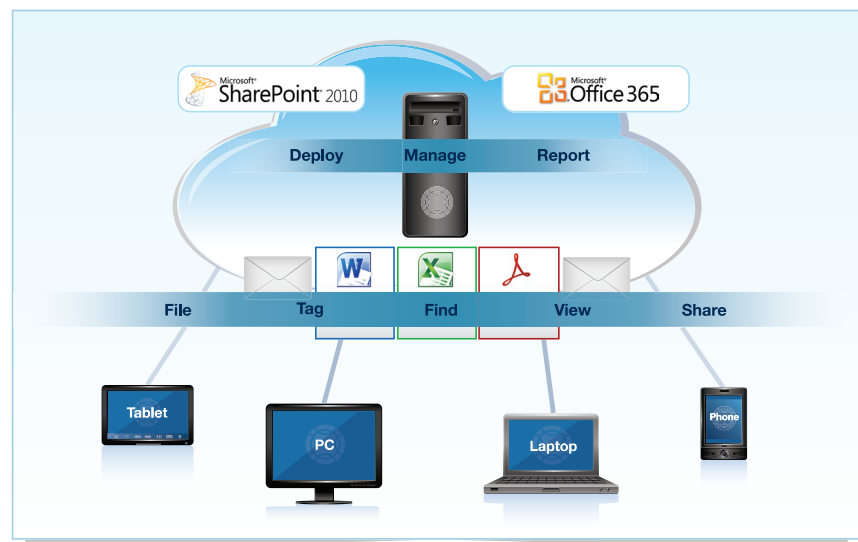 Microsoft®
SharePoint® 2010
Microsoft®
Office 365
Deploy Manage Report
File Tag Find View Share
Tablet
PC
Laptop
Phone